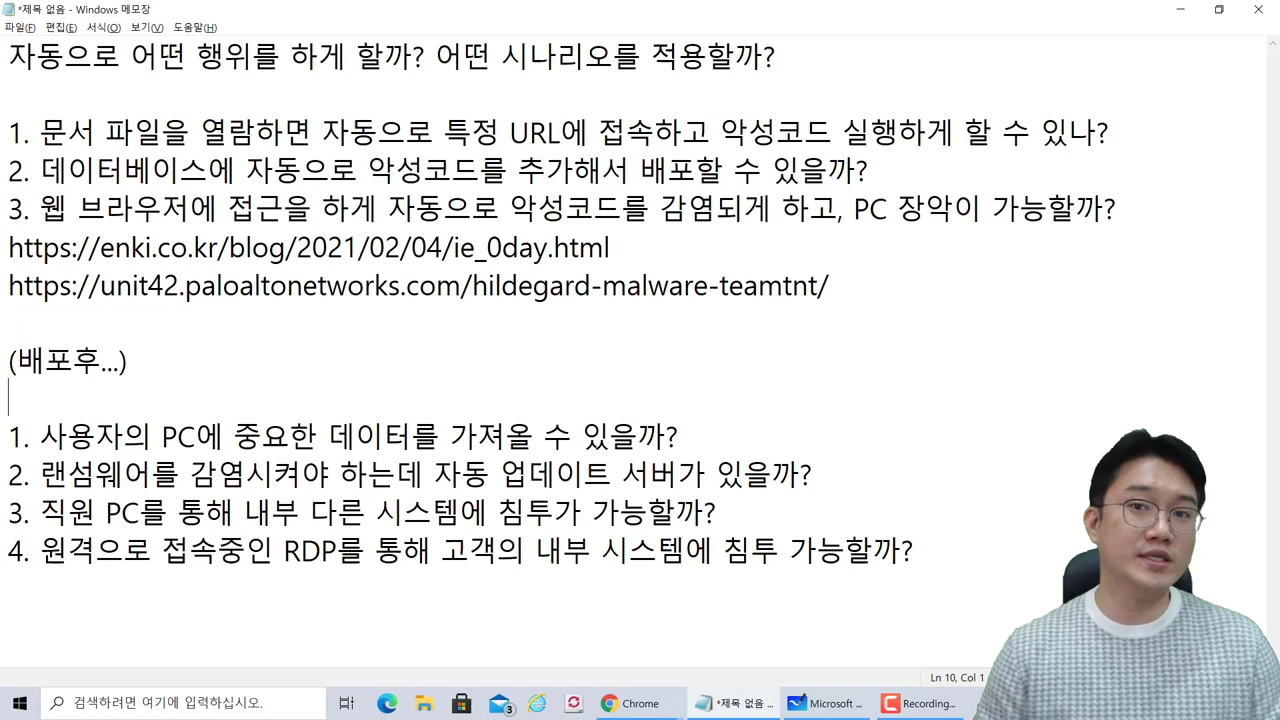 *제목 없음 - Windows 메모장
파일(F) 편집(E) 서식(O) 보기(V) 도움말(H)
자동으로 어떤 행위를 하게 할까? 어떤 시나리오를 적용할까?
1. 문서 파일을 열람하면 자동으로 특정 URL에 접속하고 악성코드 실행하게 할 수 있나?
2. 데이터베이스에 자동으로 악성코드를 추가해서 배포할 수 있을까?
3. 웹 브라우저에 접근을 하게 자동으로 악성코드를 감염되게 하고, PC 장악이 가능할까?
https://enki.co.kr/blog/2021/02/04/ie_0day.html
https://unit42.paloaltonetworks.com/hildegard-malware-teamtnt/
(배포후...)
1. 사용자의 PC에 중요한 데이터를 가져올 수 있을까?
2. 랜섬웨어를 감염시켜야 하는데 자동 업데이트 서버가 있을까?
3. 직원 PC를 통해 내부 다른 시스템에 침투가 가능할까?
4. 원격으로 접속중인 RDP를 통해 고객의 내부 시스템에 침투 가능할까?
Ln 10, Col 1
검색하려면 여기에 입력하십시오.
3
Chrome
*제목 없음 ...
Microsoft ...
Recording...